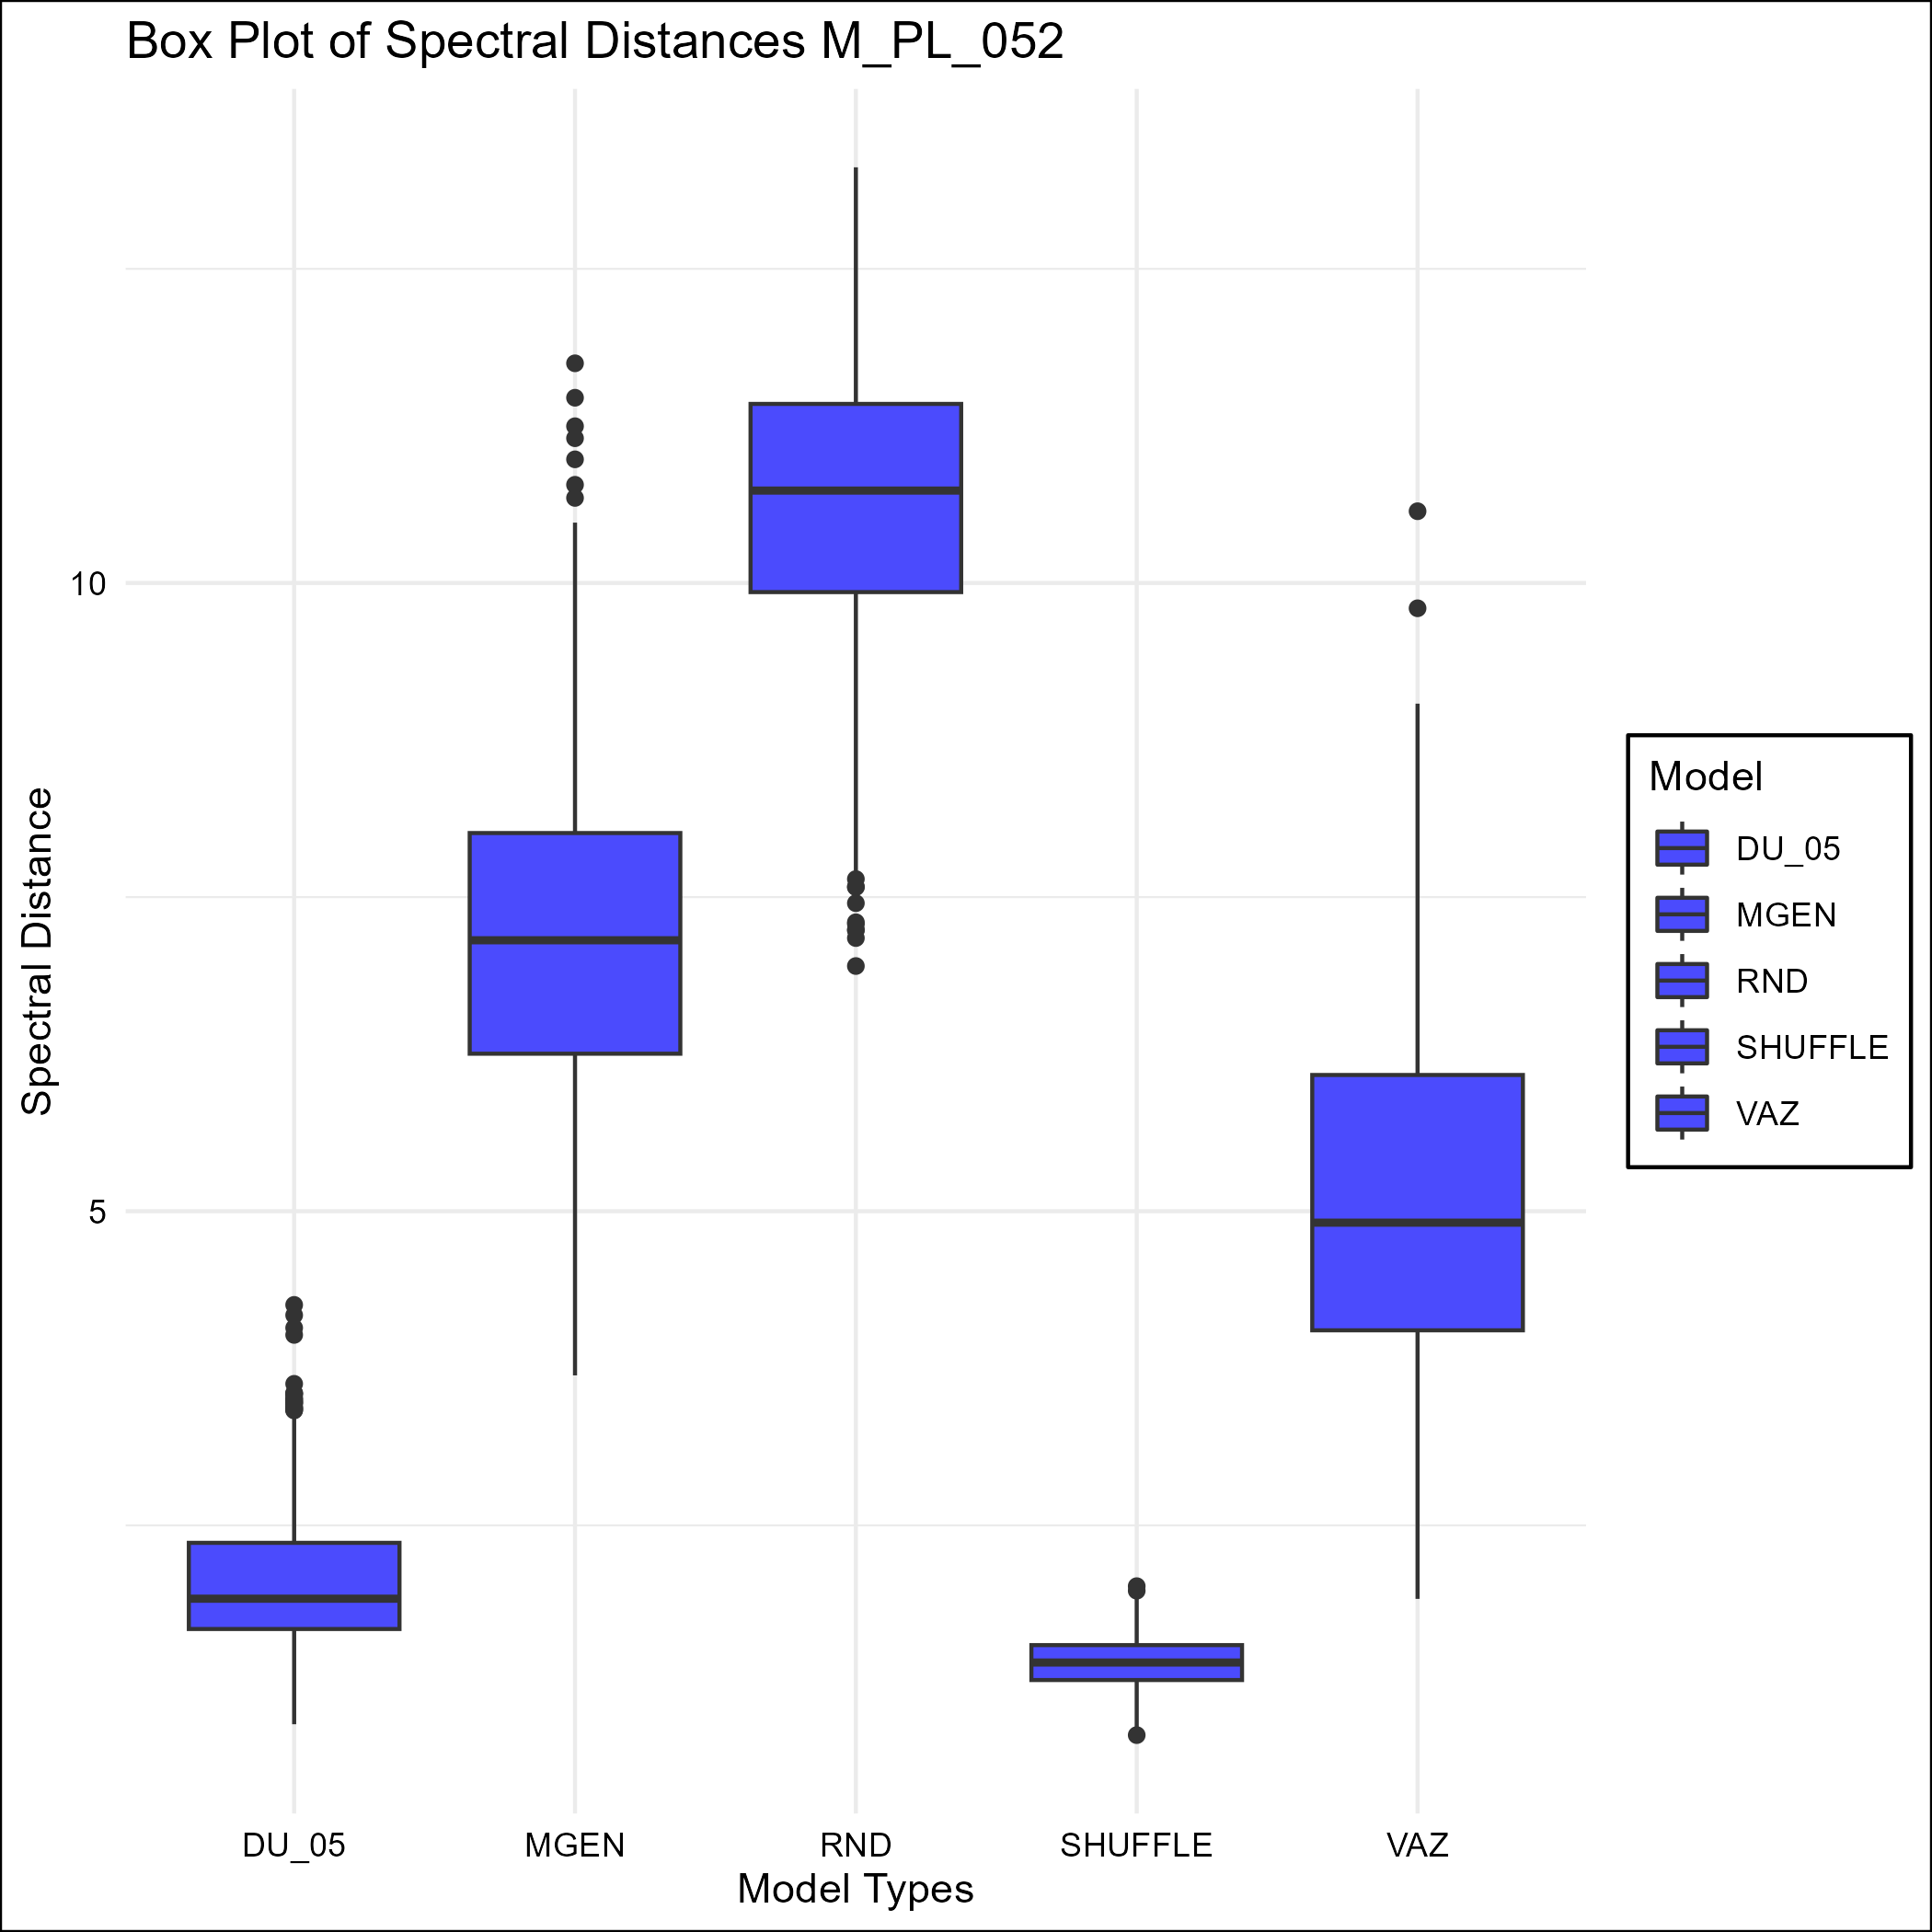 Box Plot of Spectral Distances M_PL_052
Spectral Distance
10
5
DU_05
MGEN
RND
SHUFFLE
VAZ
Model Types
Model
DU_05
MGEN
RND
SHUFFLE
VAZ